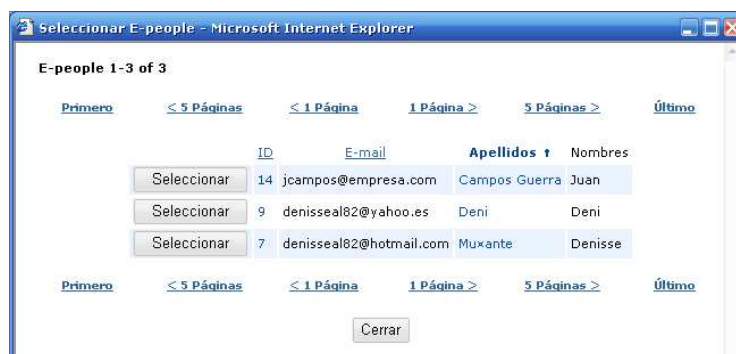 Seleccionar E-people - Microsoft Internet Explorer
E-people 1-3 of 3
Primero < 5 Páginas < 1 Página 1 Página > 5 Páginas > Último
ID E-mail Apellidos ↑ Nombres
Seleccionar 14 jcampos@empresa.com Campos Guerra Juan
Seleccionar 9 denisseal82@yahoo.es Deni Deni
Seleccionar 7 denisseal82@hotmail.com Muxante Denisse
Primero < 5 Páginas < 1 Página 1 Página > 5 Páginas > Último
Cerrar